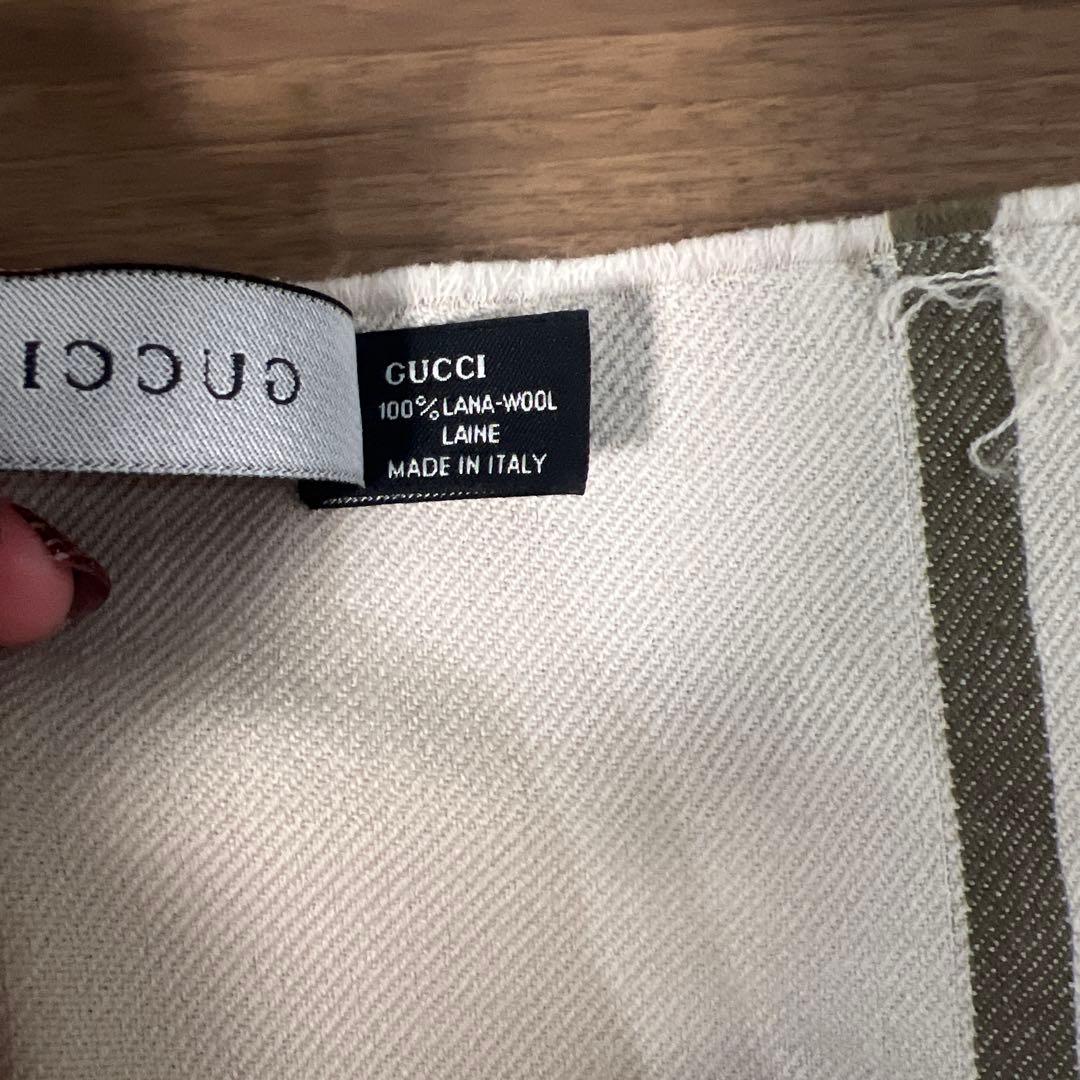 GUCCI
GUCCI
100% LANA-WOOL
LAINE
MADE IN ITALY